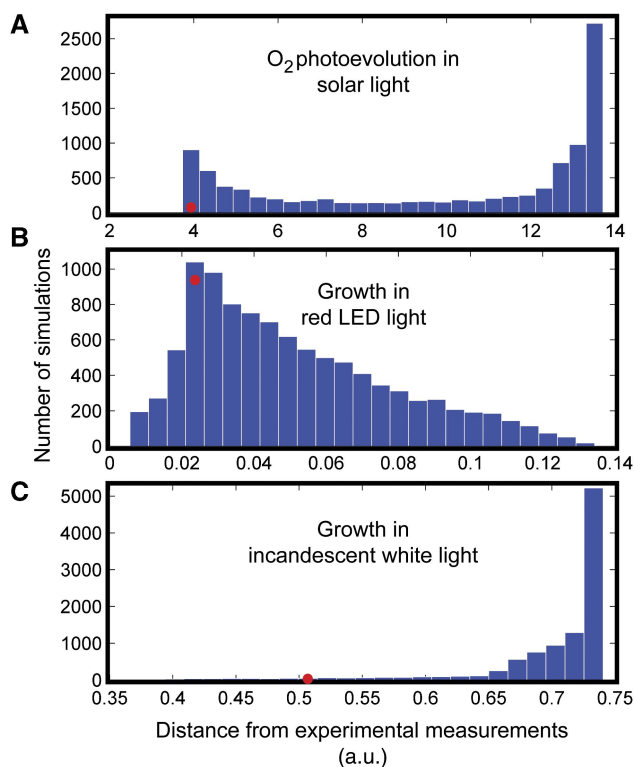 A
O2 photoevolution in
solar light
2500
2000
1500
1000
500
0
2 4 6 8 10 12 14
B
Growth in
red LED light
1000
800
600
400
200
0
0 0.02 0.04 0.06 0.08 0.1 0.12 0.14
Number of simulations
C
Growth in
incandescent white light
5000
4000
3000
2000
1000
0
0.35 0.4 0.45 0.5 0.55 0.6 0.65 0.7 0.75
Distance from experimental measurements
(a.u.)